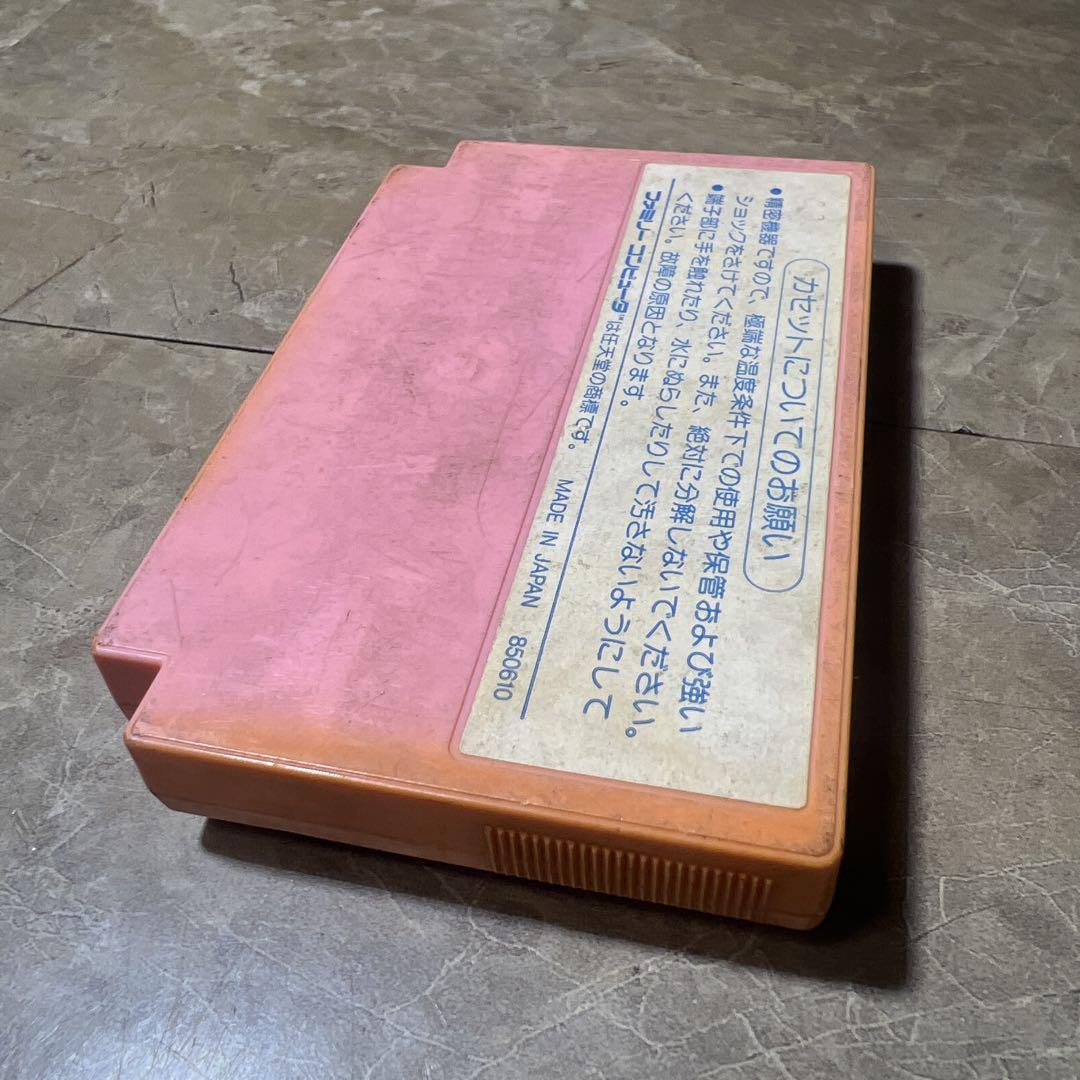 カセットについてのお願い
●精密機器ですので、極端な温度条件下での使用や保管および強い
ショックをさけてください。また、絶対に分解しないでください。
●端子部に手を触れたり、水にぬらしたりして汚さないようにして
ください。故障の原因となります。
ファミリーコンピュータ™は任天堂の商標です。 MADE IN JAPAN 850610